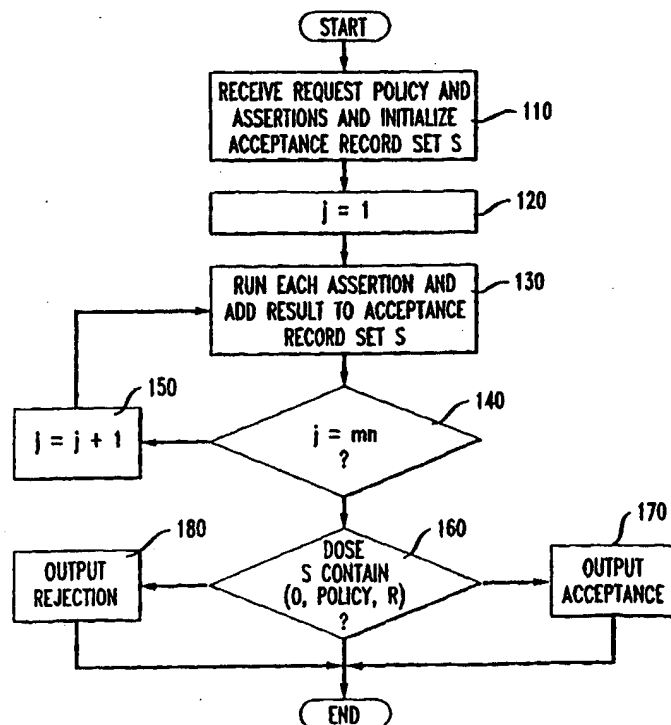 START
RECEIVE REQUEST POLICY AND
ASSERTIONS AND INITIALIZE
ACCEPTANCE RECORD SET S
110
j = 1
120
RUN EACH ASSERTION AND
ADD RESULT TO ACCEPTANCE
RECORD SET S
130
150
j = j + 1
140
j = mn
?
180
OUTPUT
REJECTION
160
DOSE
S CONTAIN
(0, POLICY, R)
?
170
OUTPUT
ACCEPTANCE
END